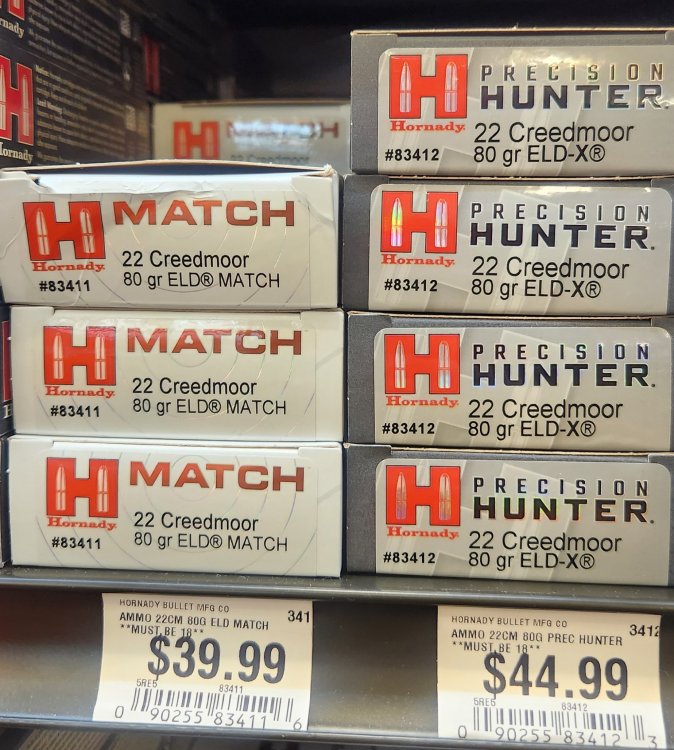 PRECISION
HUNTER
Hornady
22 Creedmoor
#83412
80 gr ELD-X®
MATCH
22 Creedmoor
Hornady
80 gr ELD® MATCH
#83411
PRECISION
HUNTER.
22 Creedmoor
Hornady
#83412
80 gr ELD-X®
MATCH
22 Creedmoor
Hornady
80 gr ELD® MATCH
#83411
PRECISION
HUNTER.
Hornady
22 Creedmoor
#83412
80 gr ELD-X®
MATCH
22 Creedmoor
Hornady
80 gr ELD® MATCH
#83411
PRECISION
HUNTER.
Hornady
22 Creedmoor
#83412
80 gr ELD-X®
HORNADY BULLET MFG CO
341
AMMO 22CM 80G ELD MATCH
**MUST BE 18**
$39.99
5RE5
83411
0 90255 83411 6
HORNADY BULLET MFG CO
3412
AMMO 22CM 80G PREC HUNTER
**MUST BE 18**
$44.99
5RE5
83412
0 90255 83412 3